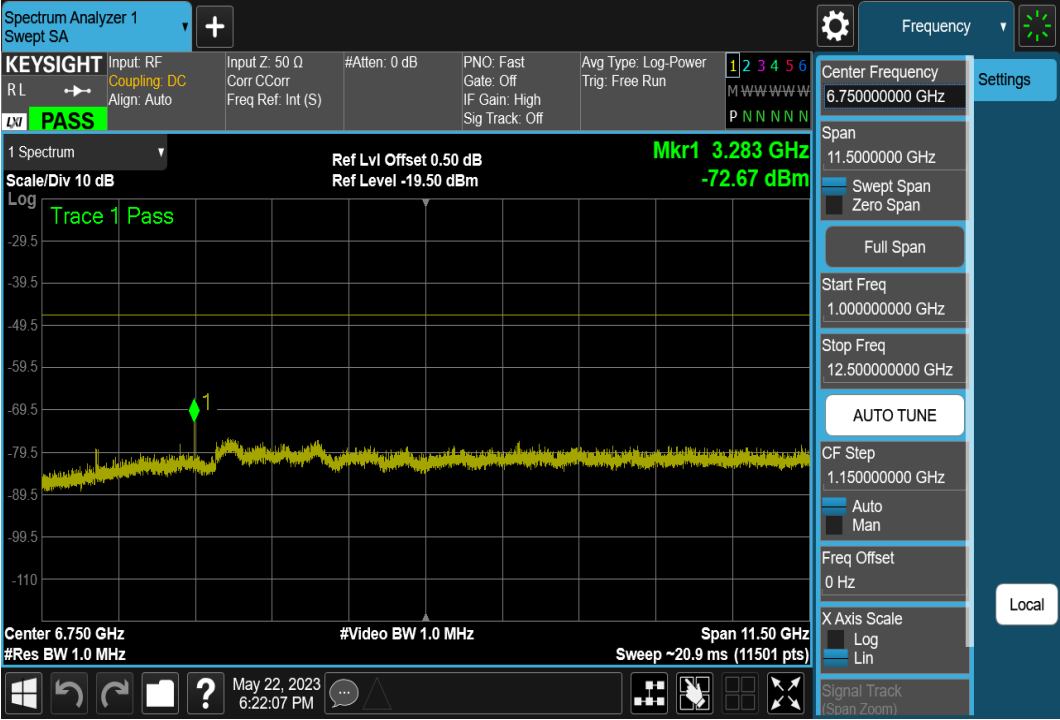 Spectrum Analyzer 1
Swept SA
+
Frequency
KEYSIGHT
R L
LXI
PASS
Input: RF
Coupling: DC
Align: Auto
Input Z: 50 Ω
Corr CCorr
Freq Ref: Int (S)
#Atten: 0 dB
PNO: Fast
Gate: Off
IF Gain: High
Sig Track: Off
Avg Type: Log-Power
Trig: Free Run
1 2 3 4 5 6
M W W W W W
P N N N N N
1 Spectrum
Scale/Div 10 dB
Ref Lvl Offset 0.50 dB
Ref Level -19.50 dBm
Mkr1 3.283 GHz
-72.67 dBm
Log
Trace 1 Pass
-29.5
-39.5
-49.5
-59.5
-69.5
1
-79.5
-89.5
-99.5
-110
Center 6.750 GHz
#Video BW 1.0 MHz
Span 11.50 GHz
#Res BW 1.0 MHz
Sweep ~20.9 ms (11501 pts)
?
May 22, 2023
6:22:07 PM
Center Frequency
6.750000000 GHz
Settings
Span
11.5000000 GHz
Swept Span
Zero Span
Full Span
Start Freq
1.000000000 GHz
Stop Freq
12.500000000 GHz
AUTO TUNE
CF Step
1.150000000 GHz
Auto
Man
Freq Offset
0 Hz
Local
X Axis Scale
Log
Lin
Signal Track
(Span Zoom)